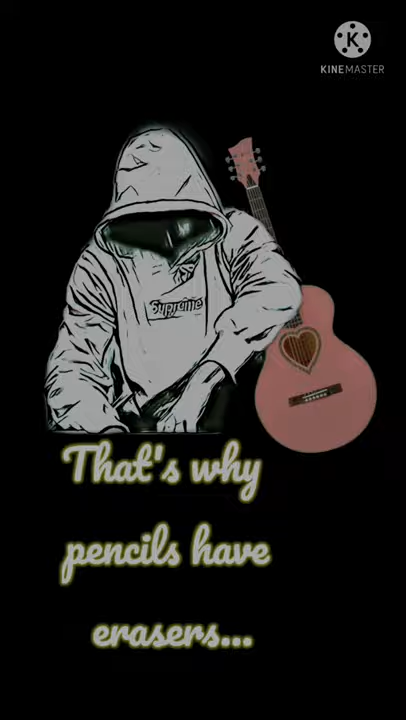 K
KINEMASTER
Supreme
That's why
pencils have
erasers...